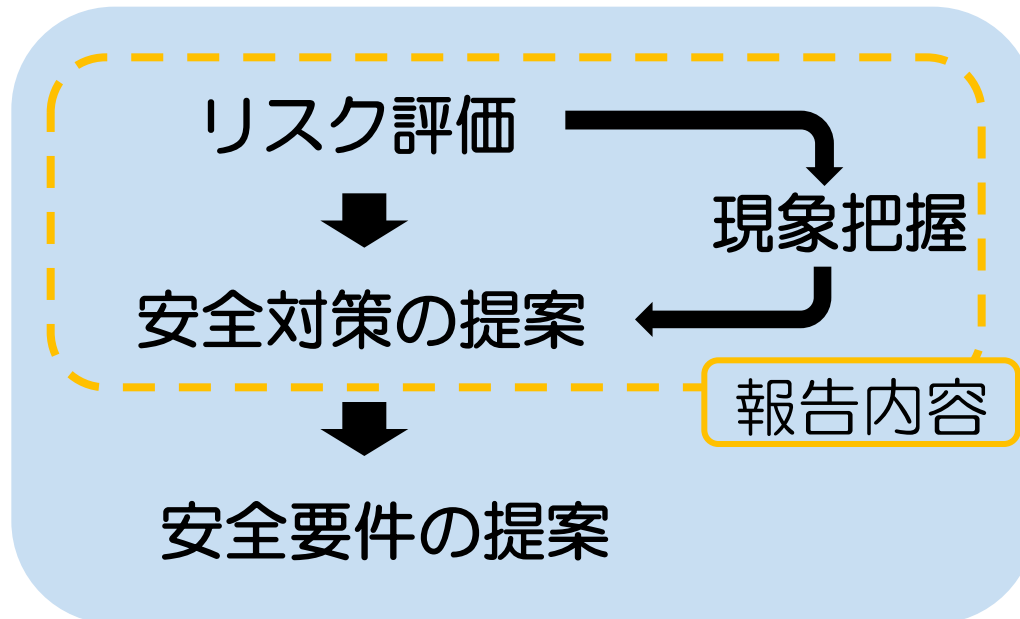 リスク評価
現象把握
安全対策の提案
報告内容
安全要件の提案